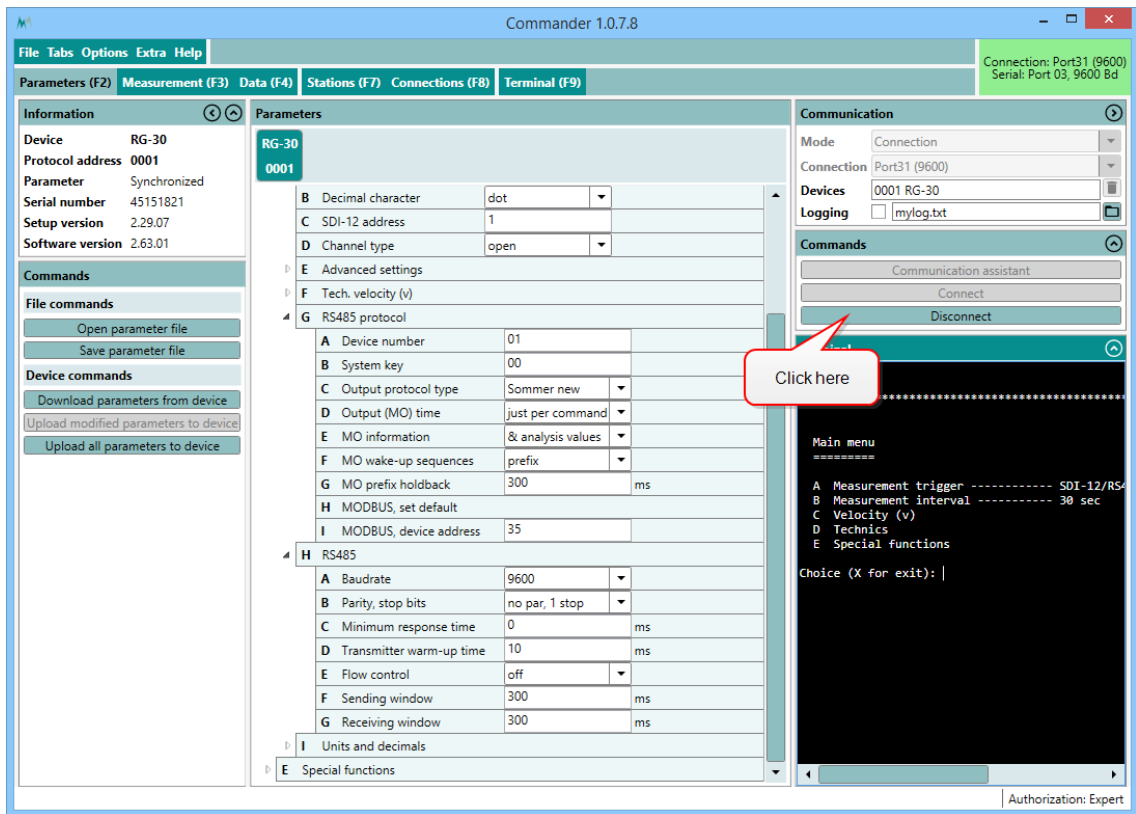 Commander 1.0.7.8
File Tabs Options Extra Help
Connection: Port31 (9600)
Serial: Port 03, 9600 Bd
Parameters (F2) Measurement (F3) Data (F4) Stations (F7) Connections (F8) Terminal (F9)
Information
Device RG-30
Protocol address 0001
Parameter Synchronized
Serial number 45151821
Setup version 2.29.07
Software version 2.63.01
Commands
File commands
Open parameter file
Save parameter file
Device commands
Download parameters from device
Upload modified parameters to device
Upload all parameters to device
Parameters
RG-30
0001
B Decimal character dot
C SDI-12 address 1
D Channel type open
E Advanced settings
F Tech. velocity (v)
G RS485 protocol
A Device number 01
B System key 00
C Output protocol type Sommer new
D Output (MO) time just per command
E MO information & analysis values
F MO wake-up sequences prefix
G MO prefix holdback 300 ms
H MODBUS, set default
I MODBUS, device address 35
H RS485
A Baudrate 9600
B Parity, stop bits no par, 1 stop
C Minimum response time 0 ms
D Transmitter warm-up time 10 ms
E Flow control off
F Sending window 300 ms
G Receiving window 300 ms
I Units and decimals
E Special functions
Communication
Mode Connection
Connection Port31 (9600)
Devices 0001 RG-30
Logging mylog.txt
Commands
Communication assistant
Connect
Disconnect
Click here
****************************************
Main menu
=========
A Measurement trigger ------------ SDI-12/RS4
B Measurement interval ----------- 30 sec
C Velocity (v)
D Technics
E Special functions
Choice (X for exit): |
Authorization: Expert